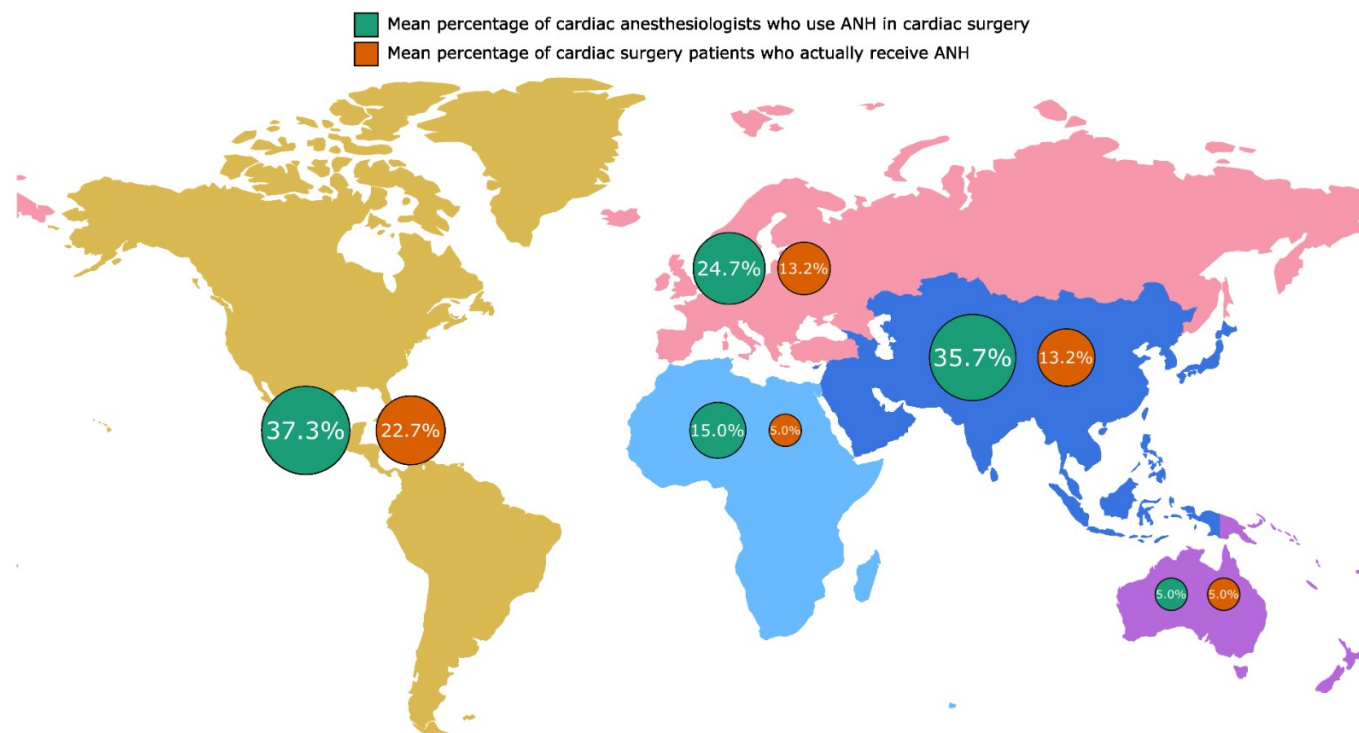 Mean percentage of cardiac anesthesiologists who use ANH in cardiac surgery
Mean percentage of cardiac surgery patients who actually receive ANH
24.7% 13.2%
35.7% 13.2%
37.3% 22.7%
15.0% 5.0%
5.0% 5.0%